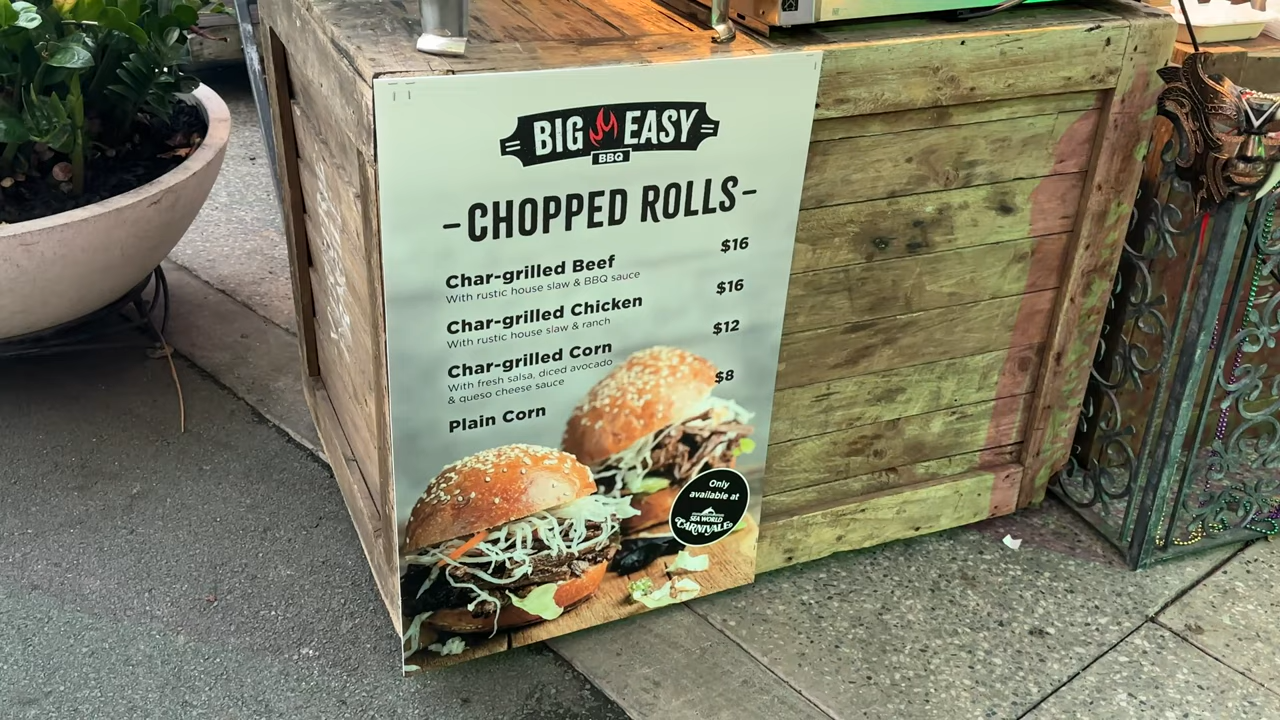 BIG EASY
BBQ
-CHOPPED ROLLS-
Char-grilled Beef $16
With rustic house slaw & BBQ sauce
Char-grilled Chicken $16
With rustic house slaw & ranch
Char-grilled Corn $12
With fresh salsa, diced avocado
& queso cheese sauce
Plain Corn $8
Only
available at
SEA WORLD
CARNIVALE